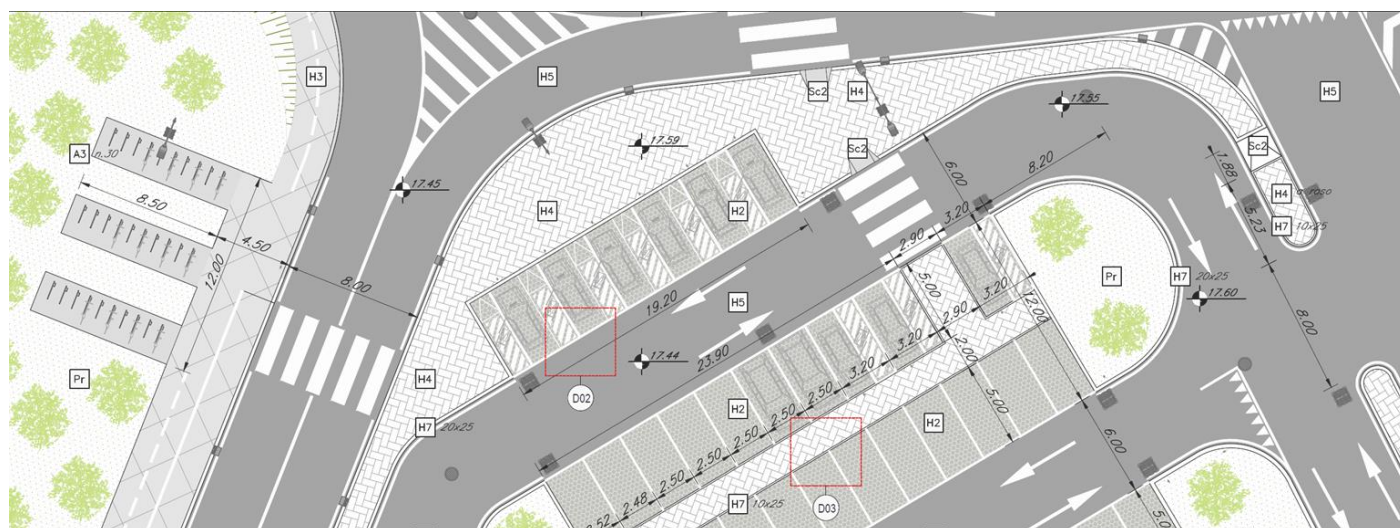 H3
H5
Sc2
H4
H5
17.55
17.59
A3 n.30
Sc2
Sc2
6.00
8.20
1.88
17.45
8.50
H4
H2
3.20
H4 a raso
H7 10x25
5.23
4.50
12.00
8.00
2.90
5.00
Pr
H7 20x25
3.20
17.60
19.20
H5
2.90
12.00
8.00
23.90
2.00
17.44
3.20
Pr
H4
D02
3.20
2.50
5.00
2.50
H2
H2
H7 20x25
2.50
2.50
2.50
6.00
2.50
2.48
H7 10x25
D03
2.52
5.0